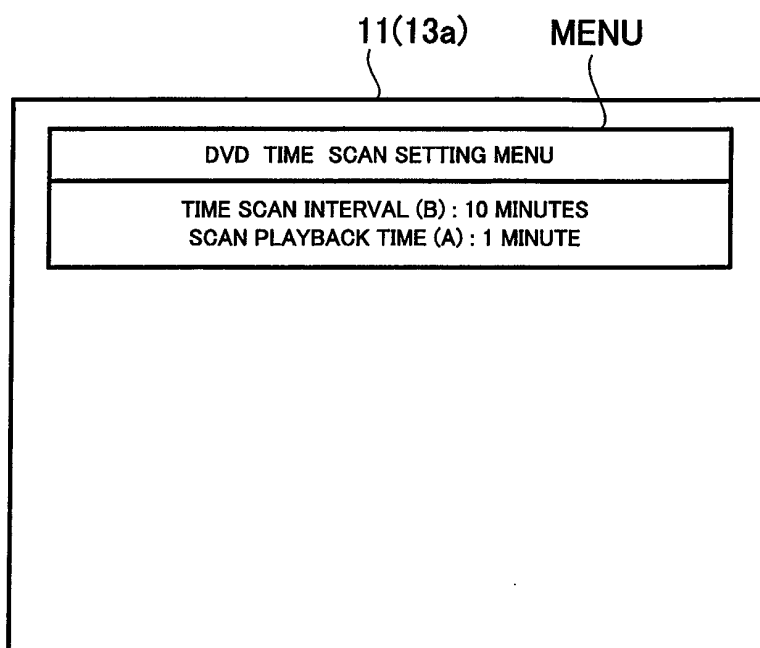 11(13a) MENU
DVD TIME SCAN SETTING MENU
TIME SCAN INTERVAL (B) : 10 MINUTES
SCAN PLAYBACK TIME (A) : 1 MINUTE